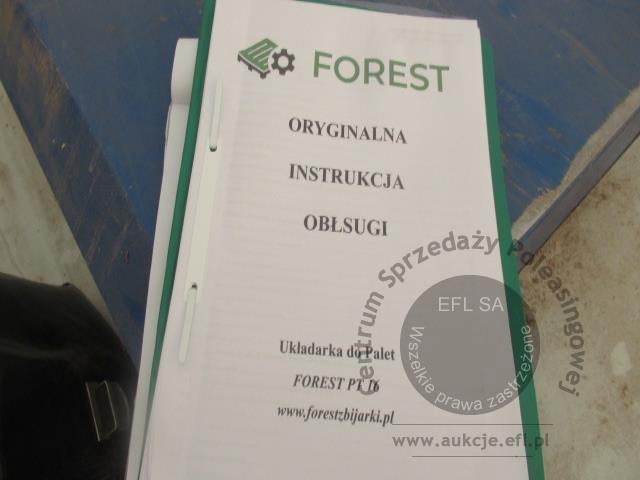 FOREST
ORYGINALNA
INSTRUKCJA
OBŁSUGI
Układarka do Palet
FOREST PT 16
www.forestzbijarki.pl
Centrum Sprzedaży Poleasingowej
EFL SA
Wszelkie prawa zastrzeżone
www.aukcje.efl.pl